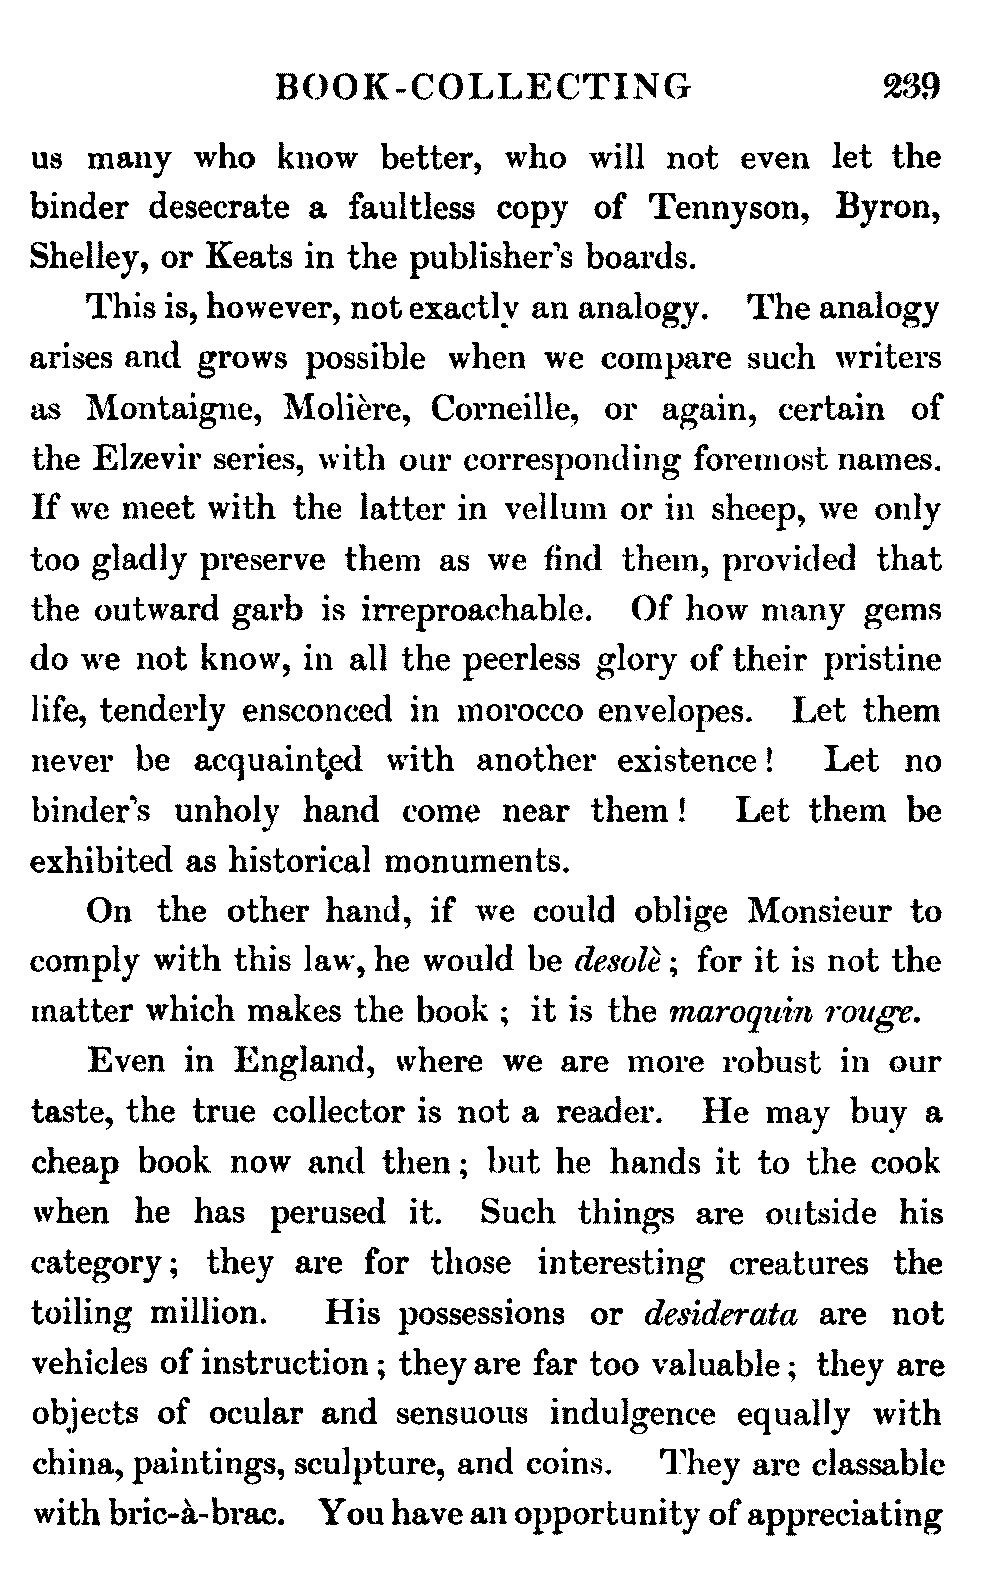 BOOK-COLLECTING 239
us many who know better, who will not even let the
binder desecrate a faultless copy of Tennyson, Byron,
Shelley, or Keats in the publisher's boards.
This is, however, not exactly an analogy. The analogy
arises and grows possible when we compare such writers
as Montaigne, Molière, Corneille, or again, certain of
the Elzevir series, with our corresponding foremost names.
If we meet with the latter in vellum or in sheep, we only
too gladly preserve them as we find them, provided that
the outward garb is irreproachable. Of how many gems
do we not know, in all the peerless glory of their pristine
life, tenderly ensconced in morocco envelopes. Let them
never be acquainted with another existence! Let no
binder's unholy hand come near them! Let them be
exhibited as historical monuments.
On the other hand, if we could oblige Monsieur to
comply with this law, he would be desolè; for it is not the
matter which makes the book; it is the maroquin rouge.
Even in England, where we are more robust in our
taste, the true collector is not a reader. He may buy a
cheap book now and then; but he hands it to the cook
when he has perused it. Such things are outside his
category; they are for those interesting creatures the
toiling million. His possessions or desiderata are not
vehicles of instruction; they are far too valuable; they are
objects of ocular and sensuous indulgence equally with
china, paintings, sculpture, and coins. They are classable
with bric-à-brac. You have an opportunity of appreciating